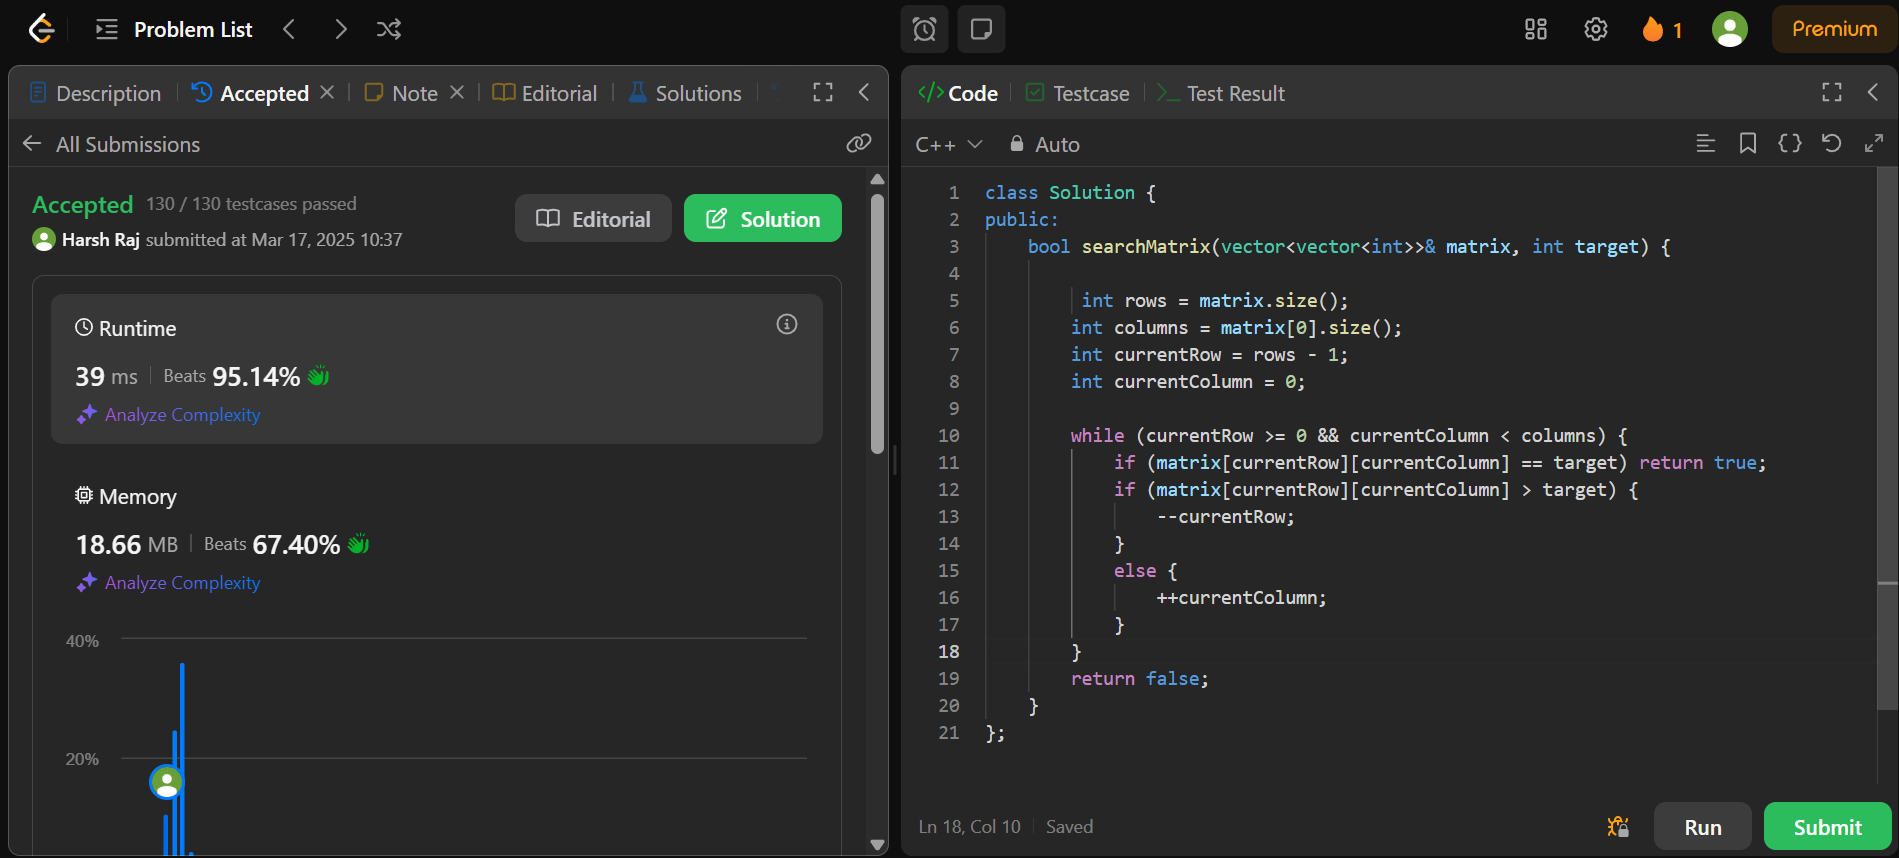 Problem List
1
Premium
Description
Accepted
Note
Editorial
Solutions
All Submissions
Accepted 130 / 130 testcases passed
Harsh Raj submitted at Mar 17, 2025 10:37
Editorial
Solution
Runtime
39 ms
Beats 95.14%
Analyze Complexity
Memory
18.66 MB
Beats 67.40%
Analyze Complexity
40%
20%
</> Code
Testcase
>_ Test Result
C++
Auto
{}
1 class Solution {
2 public:
3 bool searchMatrix(vector<vector<int>>& matrix, int target) {
4
5 int rows = matrix.size();
6 int columns = matrix[0].size();
7 int currentRow = rows - 1;
8 int currentColumn = 0;
9
10 while (currentRow >= 0 && currentColumn < columns) {
11 if (matrix[currentRow][currentColumn] == target) return true;
12 if (matrix[currentRow][currentColumn] > target) {
13 --currentRow;
14 }
15 else {
16 ++currentColumn;
17 }
18 }
19 return false;
20 }
21 };
Ln 18, Col 10
Saved
Run
Submit